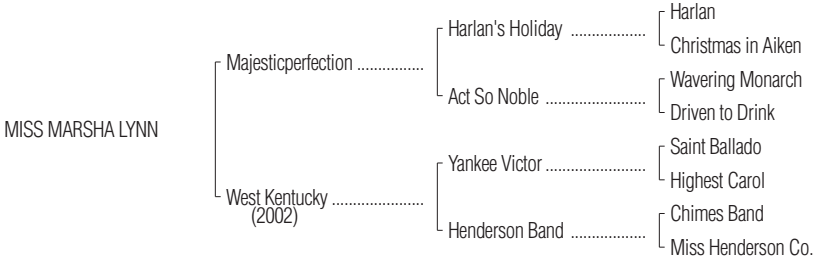 Harlan
Harlan's Holiday ..................
Christmas in Aiken
Majesticperfection ................
Wavering Monarch
Act So Noble ........................
Driven to Drink
MISS MARSHA LYNN
Saint Ballado
Yankee Victor ........................
Highest Carol
West Kentucky ......................
(2002)
Chimes Band
Henderson Band ..................
Miss Henderson Co.